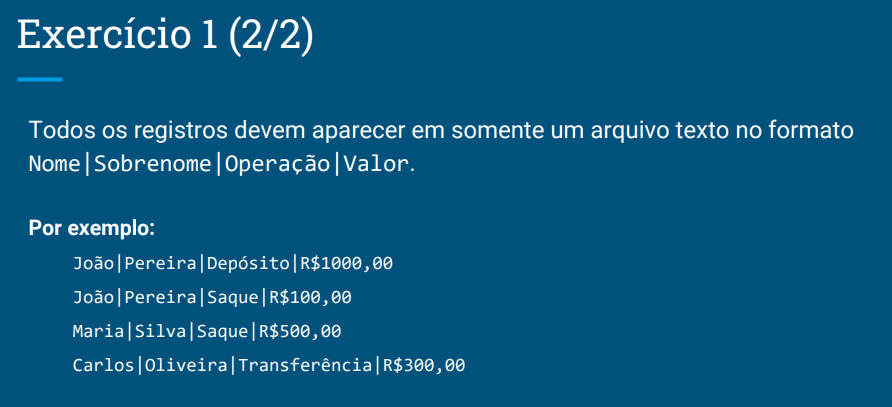 Exercício 1 (2/2)
Todos os registros devem aparecer em somente um arquivo texto no formato
Nome|Sobrenome|Operação|Valor.
Por exemplo:
João|Pereira|Depósito|R$1000,00
João|Pereira|Saque|R$100,00
Maria|Silva|Saque|R$500,00
Carlos|Oliveira|Transferência|R$300,00